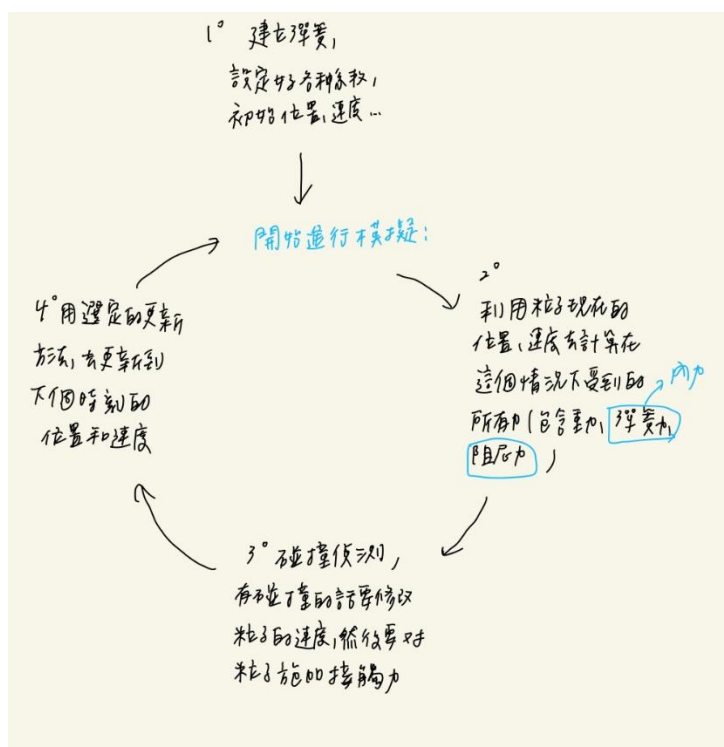 1° 建立彈簧,
設定好各種係數,
初始位置,速度...
開始進行模擬:
2°
利用粒子現在的
位置、速度去計算在
這個情況下受到的
所有力(包含重力,彈簧力,
阻尼力)
內力
3° 碰撞偵測,
有碰撞的話要修改
粒子的速度,然後要對
粒子施加接觸力
4° 用選定的更新
方法,去更新到
下個時刻的
位置和速度